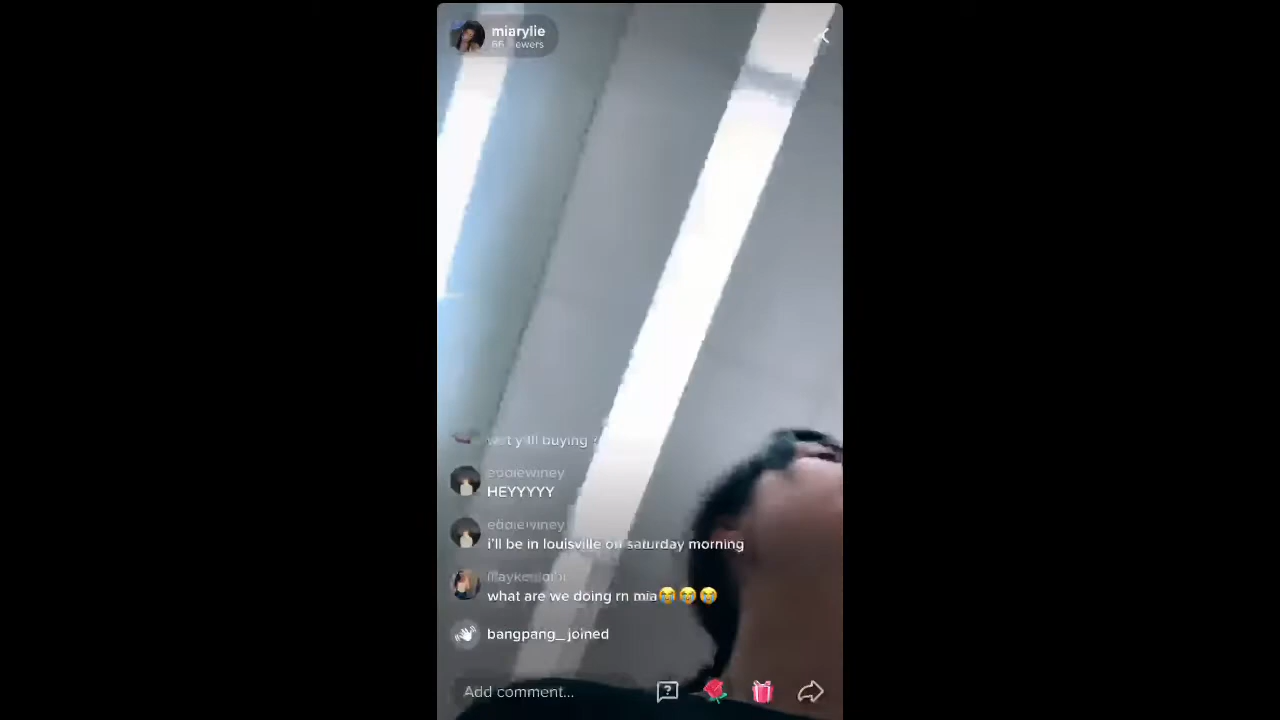 miarylie
buying
HEYYYYY
i'll be in louisville on saturday morning
what are we doing rn mia😭😭😭
bangpang_ joined
Add comment...